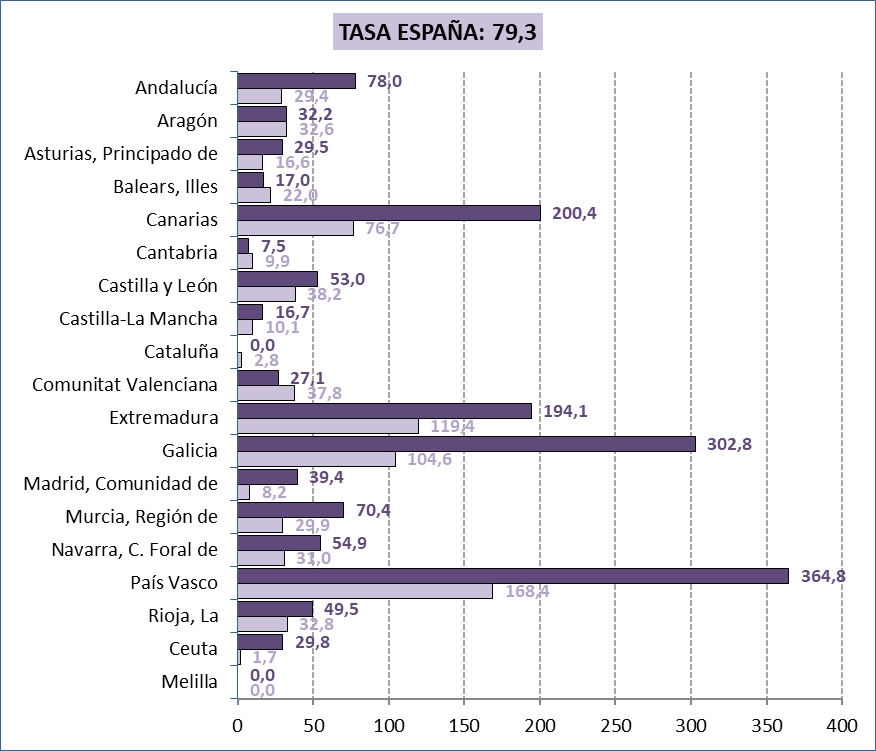 TASA ESPAÑA: 79,3
Andalucía 78,0
29,4
Aragón 32,2
32,6
Asturias, Principado de 29,5
16,6
Balears, Illes 17,0
22,0
Canarias 200,4
76,7
Cantabria 7,5
9,9
Castilla y León 53,0
38,2
Castilla-La Mancha 16,7
10,1
Cataluña 0,0
2,8
Comunitat Valenciana 27,1
37,8
Extremadura 194,1
119,4
Galicia 302,8
104,6
Madrid, Comunidad de 39,4
8,2
Murcia, Región de 70,4
29,9
Navarra, C. Foral de 54,9
31,0
País Vasco 364,8
168,4
Rioja, La 49,5
32,8
Ceuta 29,8
1,7
Melilla 0,0
0,0
0 50 100 150 200 250 300 350 400